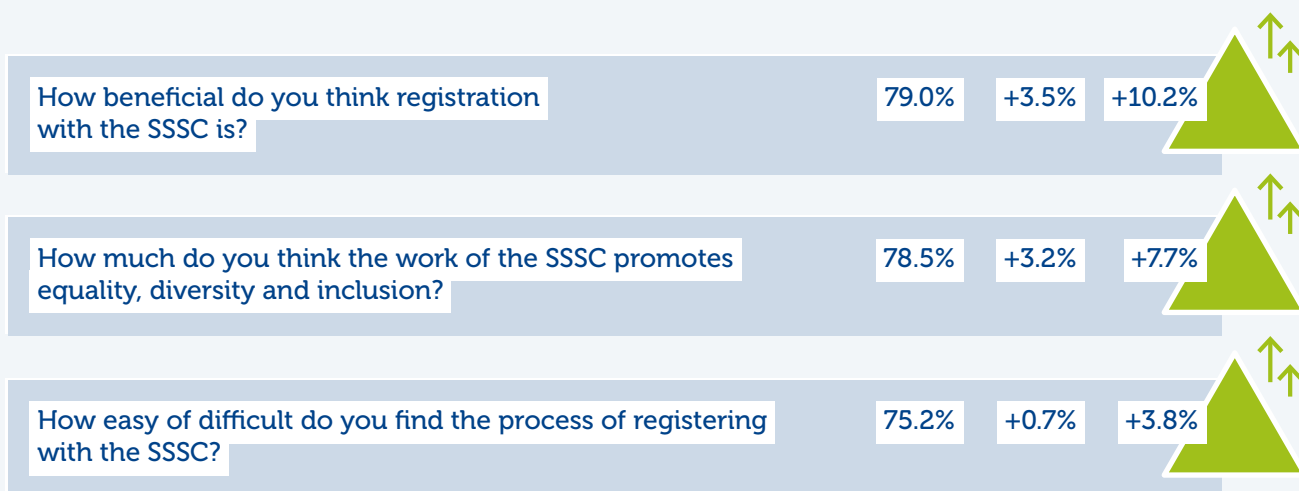 How beneficial do you think registration
with the SSSC is?
79.0% +3.5% +10.2%
How much do you think the work of the SSSC promotes
equality, diversity and inclusion?
78.5% +3.2% +7.7%
How easy of difficult do you find the process of registering
with the SSSC?
75.2% +0.7% +3.8%